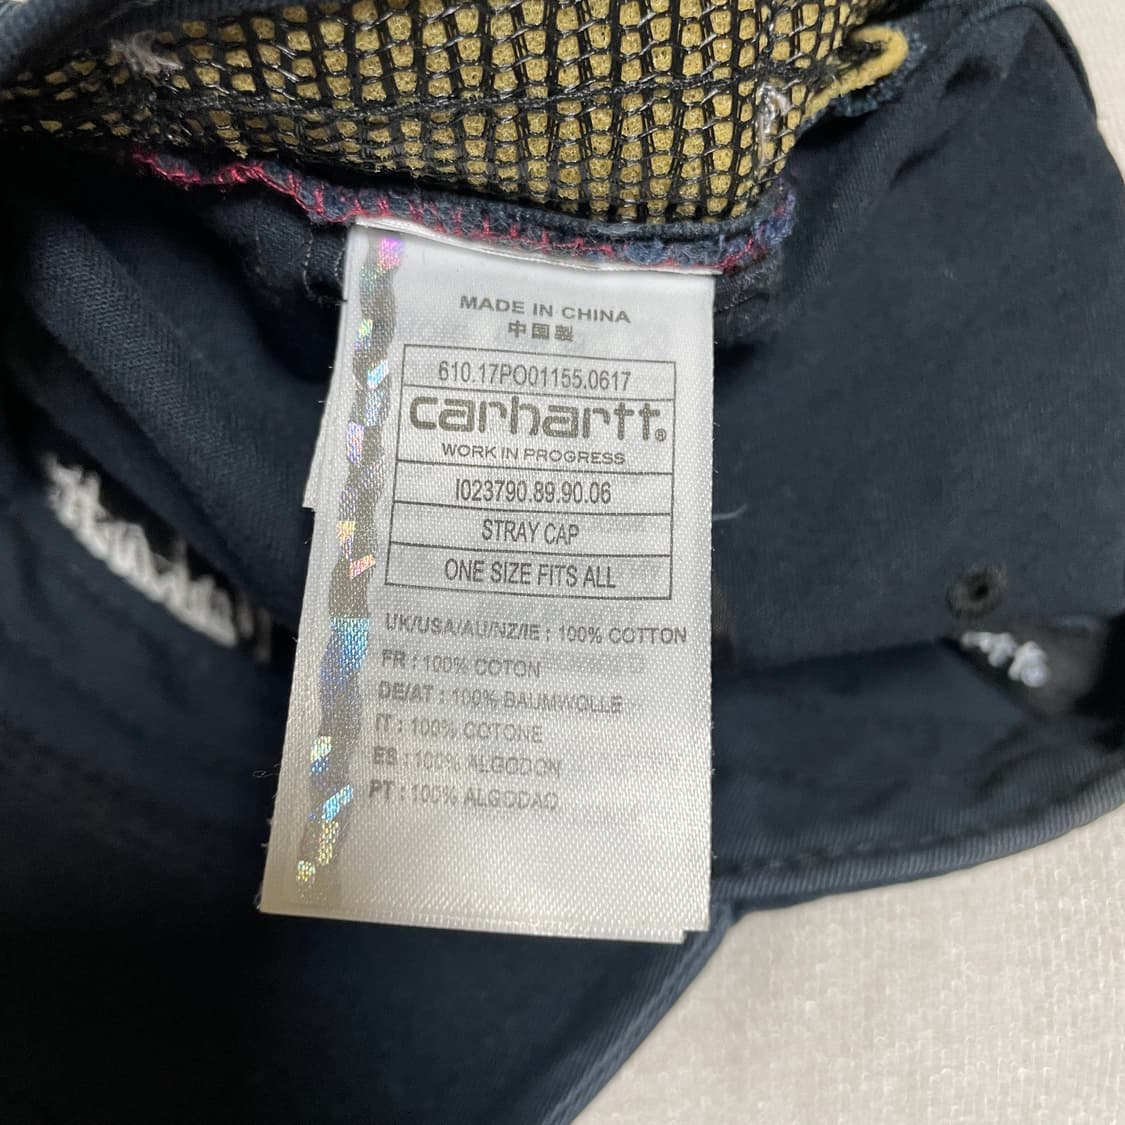 MADE IN CHINA
中国製
610.17PO01155.0617
carhartt®
WORK IN PROGRESS
I023790.89.90.06
STRAY CAP
ONE SIZE FITS ALL
UK/USA/AU/NZ/IE : 100% COTTON
FR : 100% COTON
DE/AT : 100% BAUMWOLLE
IT : 100% COTONE
ES : 100% ALGODON
PT : 100% ALGODAO